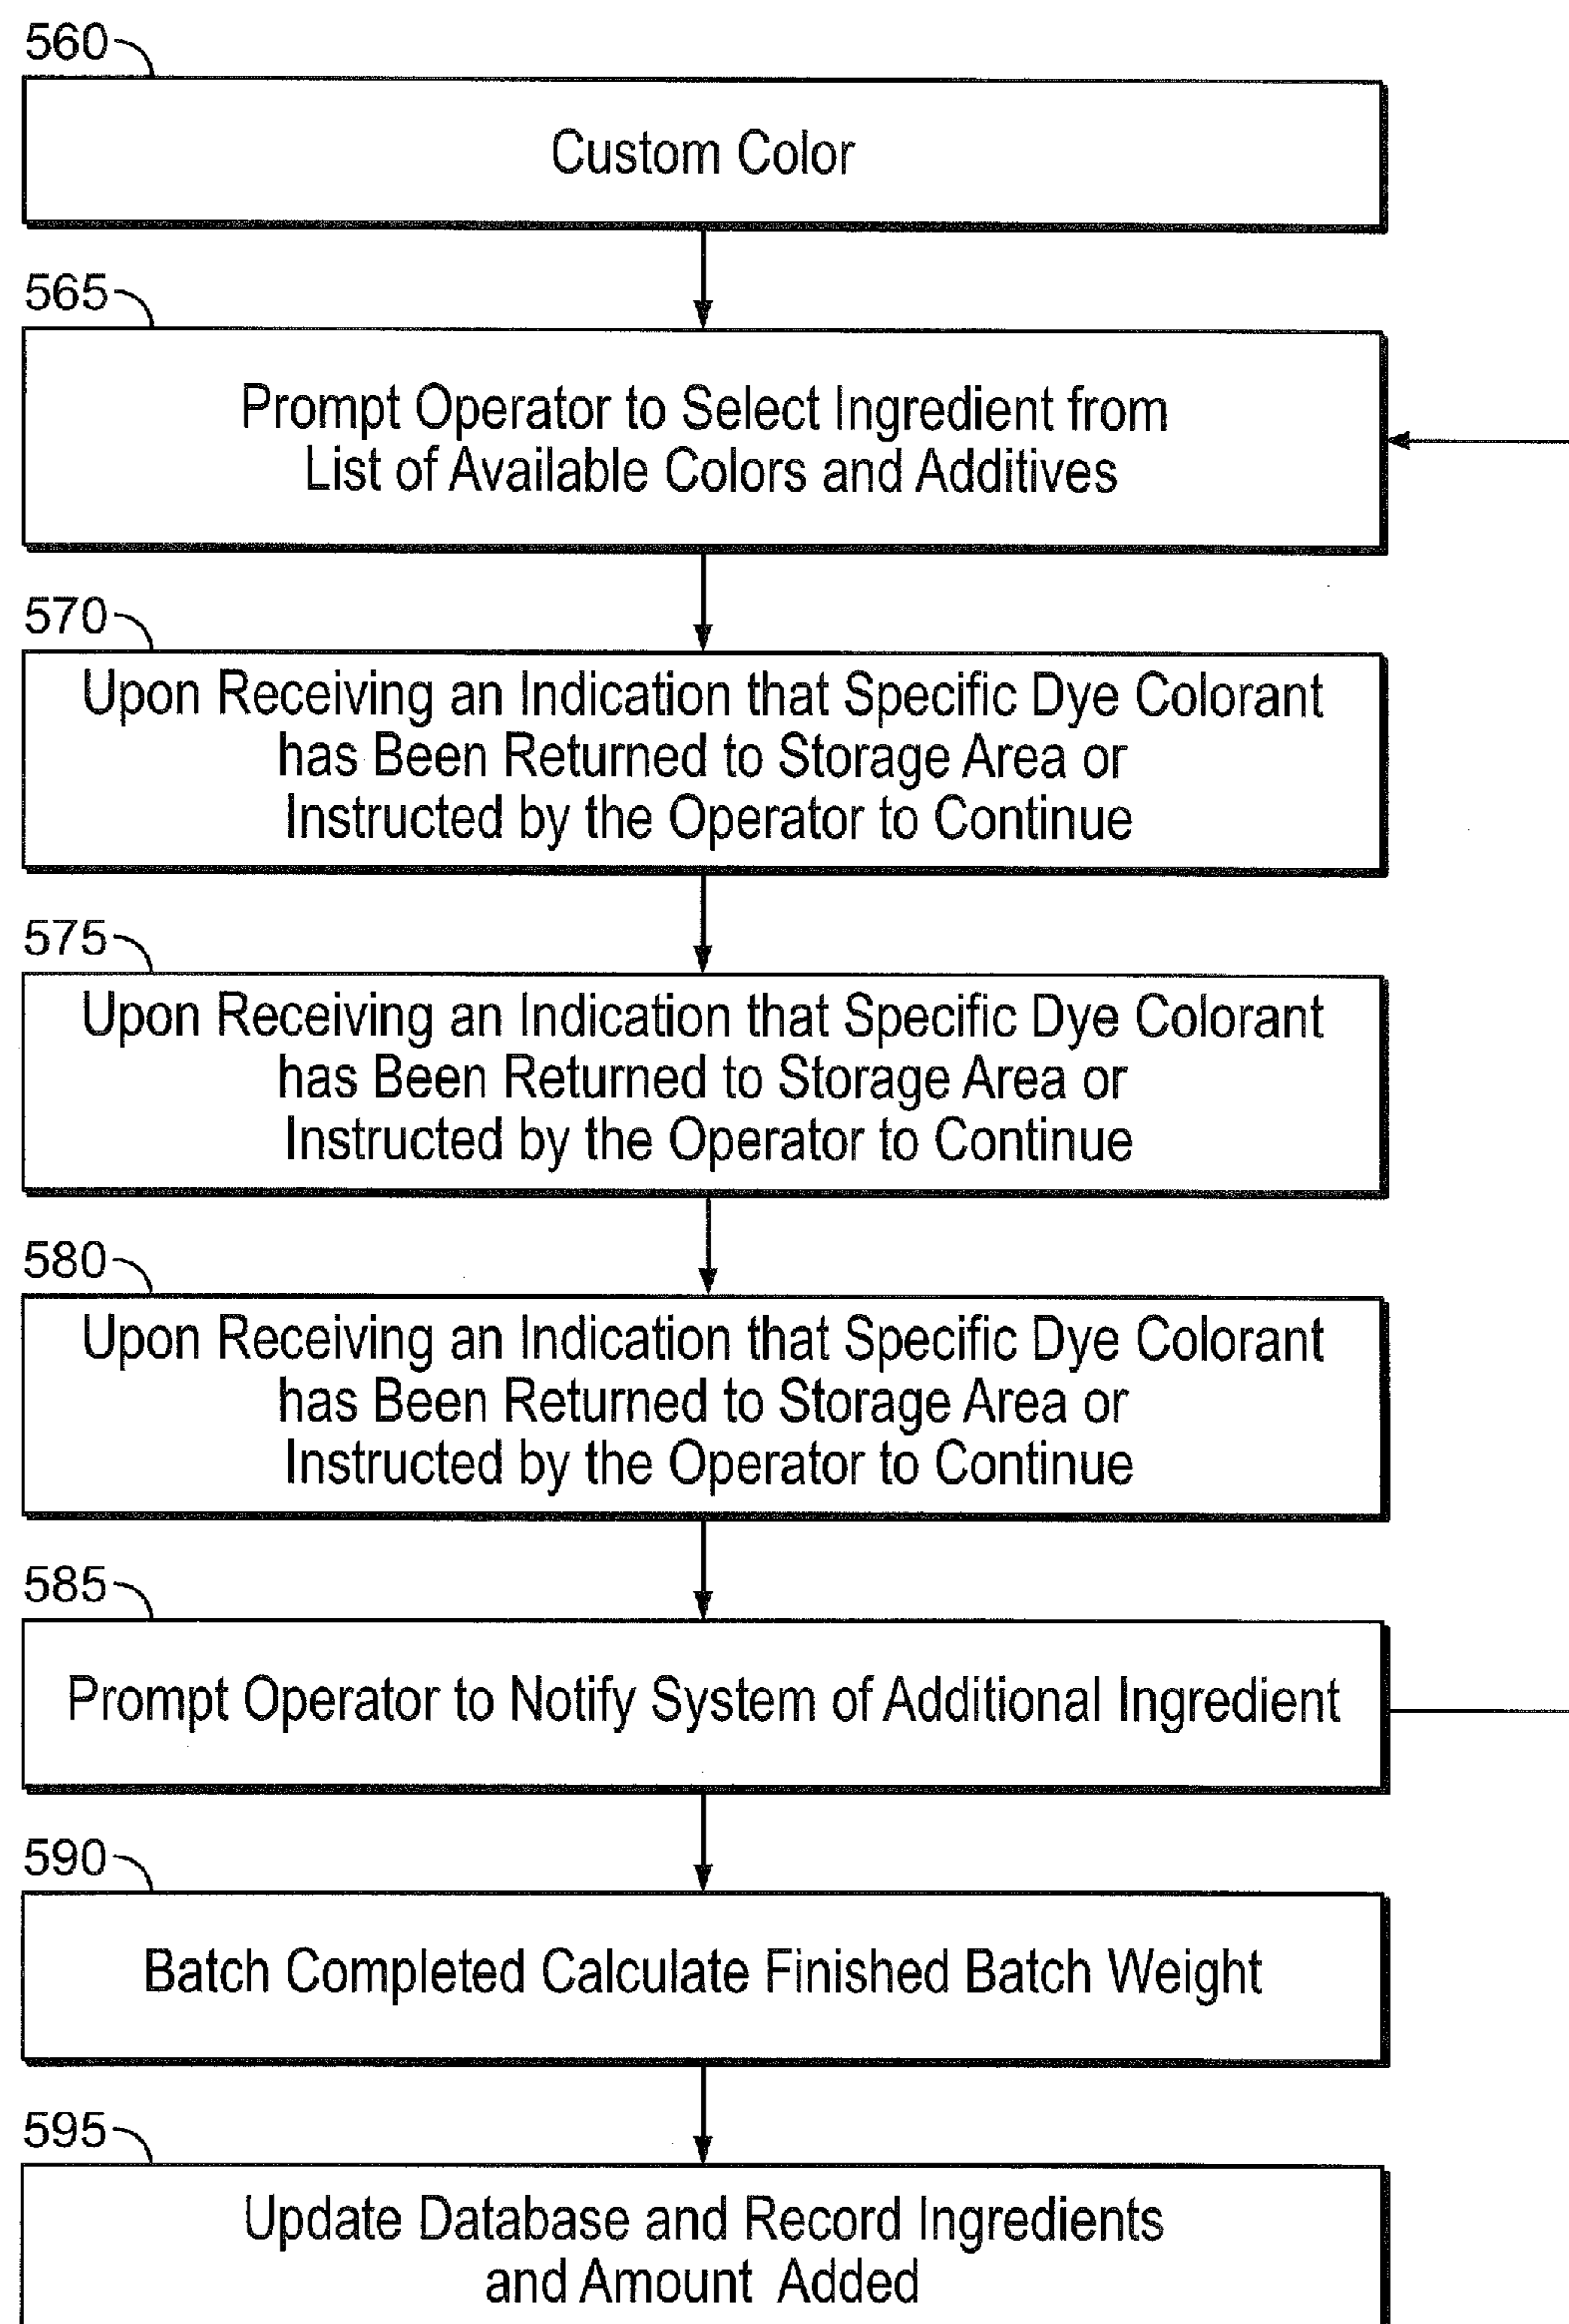 560
Custom Color
565
Prompt Operator to Select Ingredient from
List of Available Colors and Additives
570
Upon Receiving an Indication that Specific Dye Colorant
has Been Returned to Storage Area or
Instructed by the Operator to Continue
575
Upon Receiving an Indication that Specific Dye Colorant
has Been Returned to Storage Area or
Instructed by the Operator to Continue
580
Upon Receiving an Indication that Specific Dye Colorant
has Been Returned to Storage Area or
Instructed by the Operator to Continue
585
Prompt Operator to Notify System of Additional Ingredient
590
Batch Completed Calculate Finished Batch Weight
595
Update Database and Record Ingredients
and Amount Added